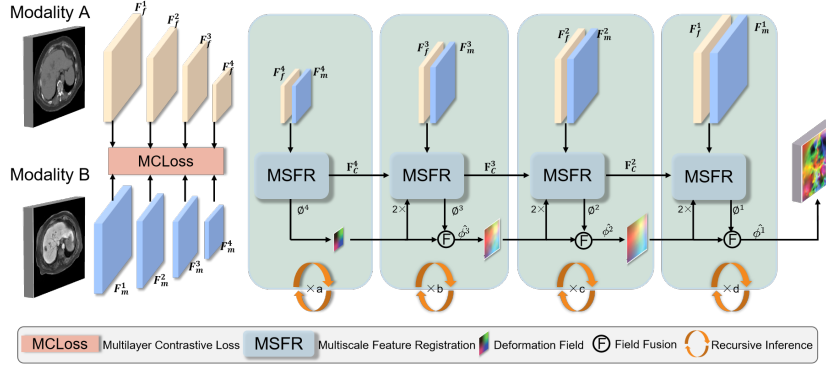 Modality A
F_f^1
F_f^2
F_f^3
F_f^4
MCLoss
Modality B
F_m^1
F_m^2
F_m^3
F_m^4
F_f^4 F_m^4
MSFR
F_C^4
Ø^4
×a
F_f^3 F_m^3
MSFR
F_C^3
2× Ø^3
F ϕ̂^3
×b
F_f^2 F_m^2
MSFR
F_C^2
2× Ø^2
F ϕ̂^2
×c
F_f^1 F_m^1
MSFR
2× Ø^1
F ϕ̂^1
×d
MCLoss Multilayer Contrastive Loss MSFR Multiscale Feature Registration Deformation Field F Field Fusion Recursive Inference